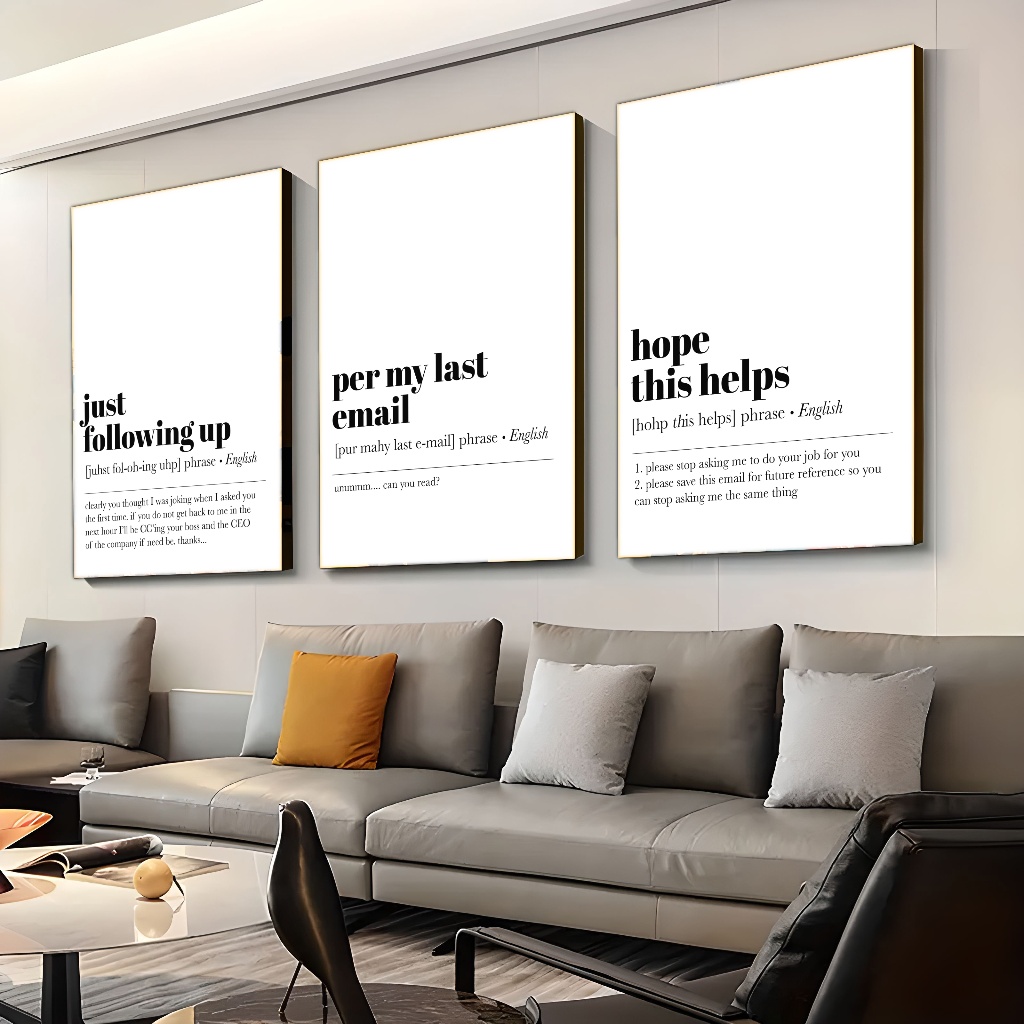 just
following up
[juhst fol-oh-ing uhp] phrase • English
clearly you thought I was joking when I asked you
the first time, if you do not get back to me in the
next hour I'll be CC'ing your boss and the CEO
of the company if need be, thanks...
per my last
email
[pur mahy last e-mail] phrase • English
ummmm.... can you read?
hope
this helps
[hohp this helps] phrase • English
1. please stop asking me to do your job for you
2. please save this email for future reference so you
can stop asking me the same thing